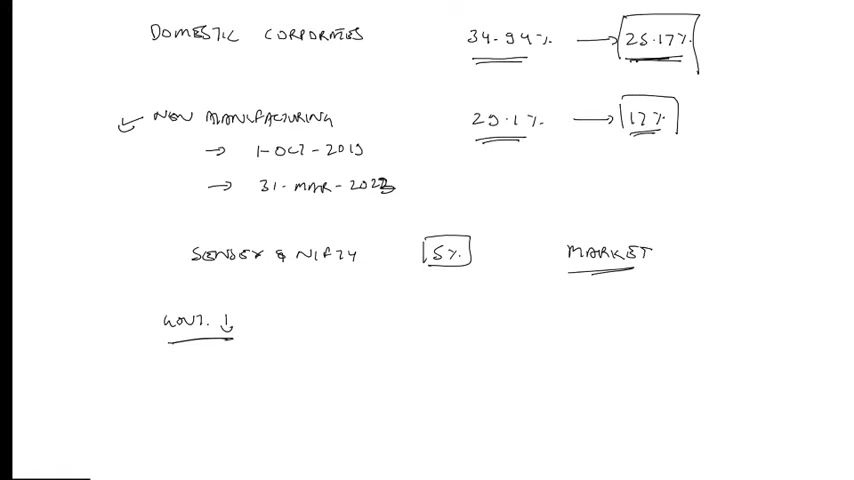 DOMESTIC CORPORATES 34.94% → 25.17%
NEW MANUFACTURING 29.1% → 17%
→ 1-OCT-2019
→ 31-MAR-2023
SENSEX & NIFTY 5% MARKET
GOVT. ↓